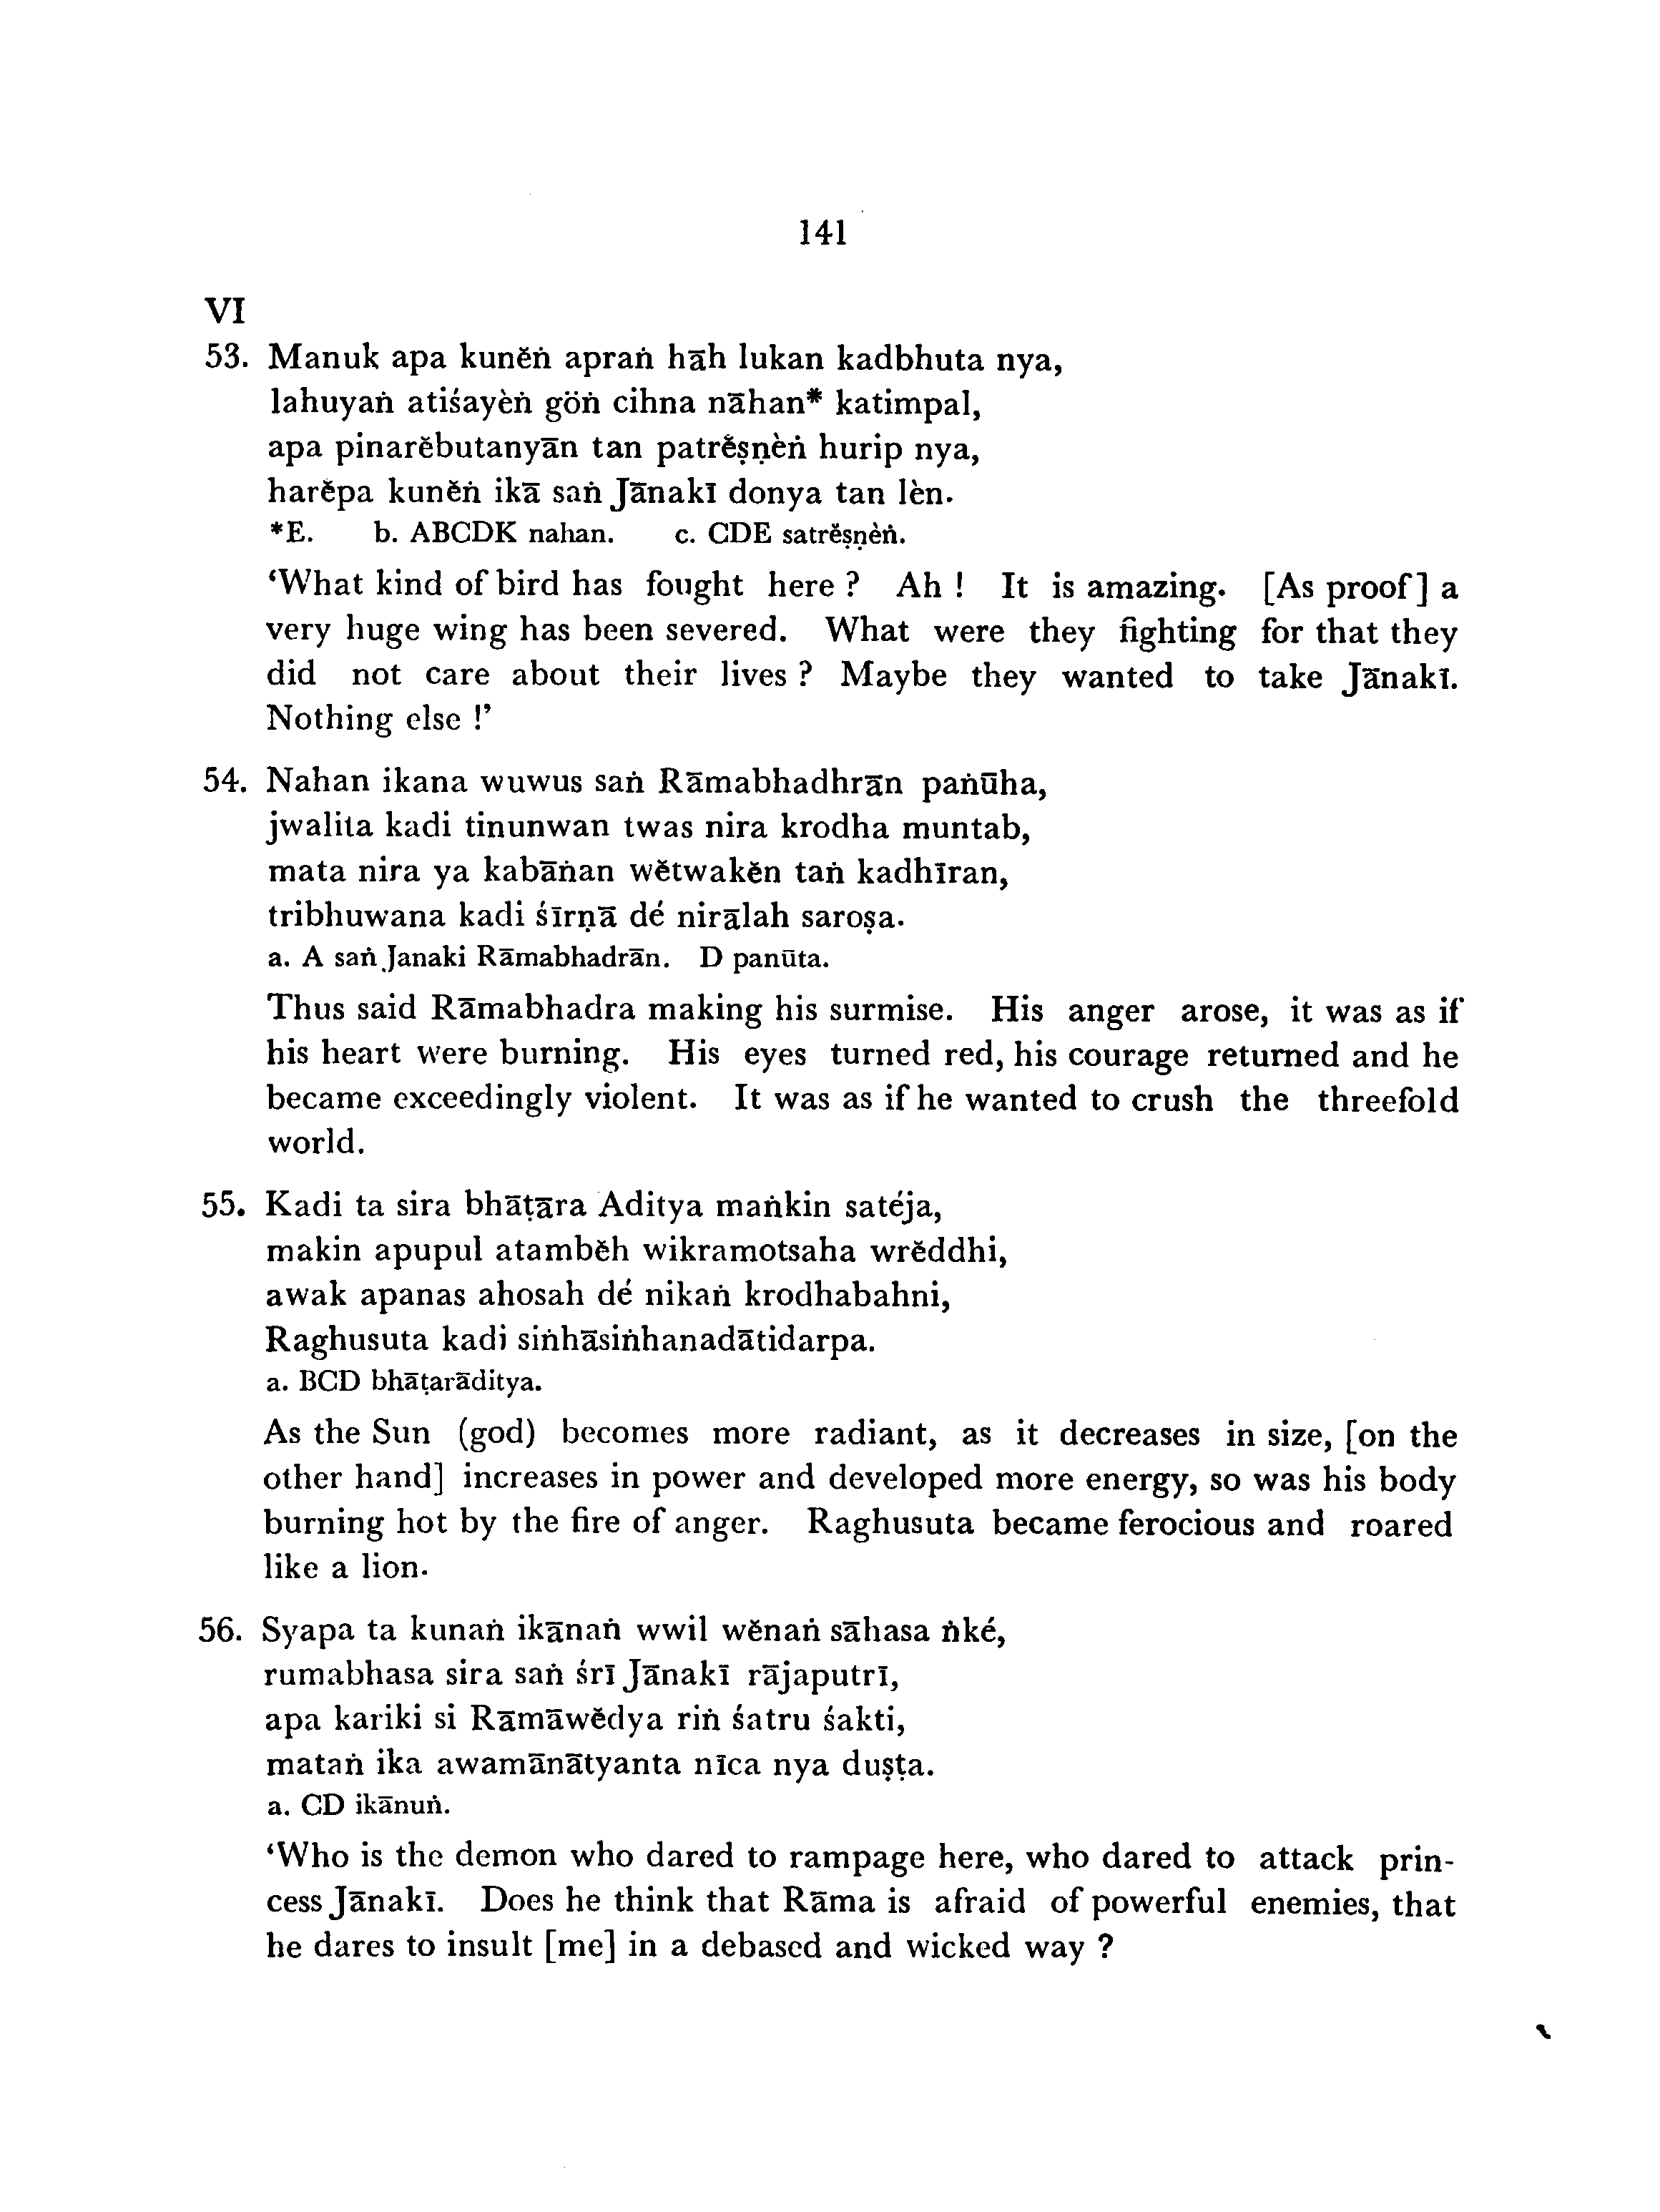 141
VI
53. Manuk apa kunĕṅ apraṅ hāh lukan kadbhuta nya,
lahuyaṅ atiśayèṅ göṅ cihna nāhan* katimpal,
apa pinarĕbutanyān tan patrĕṣṇèṅ hurip nya,
harĕpa kunĕṅ ikā saṅ Jānakī donya tan lèn.
*E. b. ABCDK nahan. c. CDE satrĕṣṇèṅ.
‘What kind of bird has fought here ? Ah ! It is amazing. [As proof] a
very huge wing has been severed. What were they fighting for that they
did not care about their lives ? Maybe they wanted to take Jānakī.
Nothing else !’
54. Nahan ikana wuwus saṅ Rāmabhadhrān paṅūha,
jwalita kadi tinunwan twas nira krodha muntab,
mata nira ya kabāṅan wĕtwakĕn taṅ kadhīran,
tribhuwana kadi śīrṇā dé nirālah saroṣa.
a. A saṅ Janaki Rāmabhadrān. D panūta.
Thus said Rāmabhadra making his surmise. His anger arose, it was as if
his heart were burning. His eyes turned red, his courage returned and he
became exceedingly violent. It was as if he wanted to crush the threefold
world.
55. Kadi ta sira bhāṭāra Aditya maṅkin satéja,
makin apupul atambĕh wikramotsaha wrĕddhi,
awak apanas ahosah dé nikaṅ krodhabahni,
Raghusuta kadi siṅhāsiṅhanadātidarpa.
a. BCD bhāṭarāditya.
As the Sun (god) becomes more radiant, as it decreases in size, [on the
other hand] increases in power and developed more energy, so was his body
burning hot by the fire of anger. Raghusuta became ferocious and roared
like a lion.
56. Syapa ta kunaṅ ikānaṅ wwil wĕnaṅ sāhasa ṅké,
rumabhasa sira saṅ śrī Jānakī rājaputrī,
apa kariki si Rāmāwĕdya riṅ śatru śakti,
mataṅ ika awamānātyanta nīca nya duṣṭa.
a. CD ikānuṅ.
‘Who is the demon who dared to rampage here, who dared to attack prin-
cess Jānakī. Does he think that Rāma is afraid of powerful enemies, that
he dares to insult [me] in a debased and wicked way ?